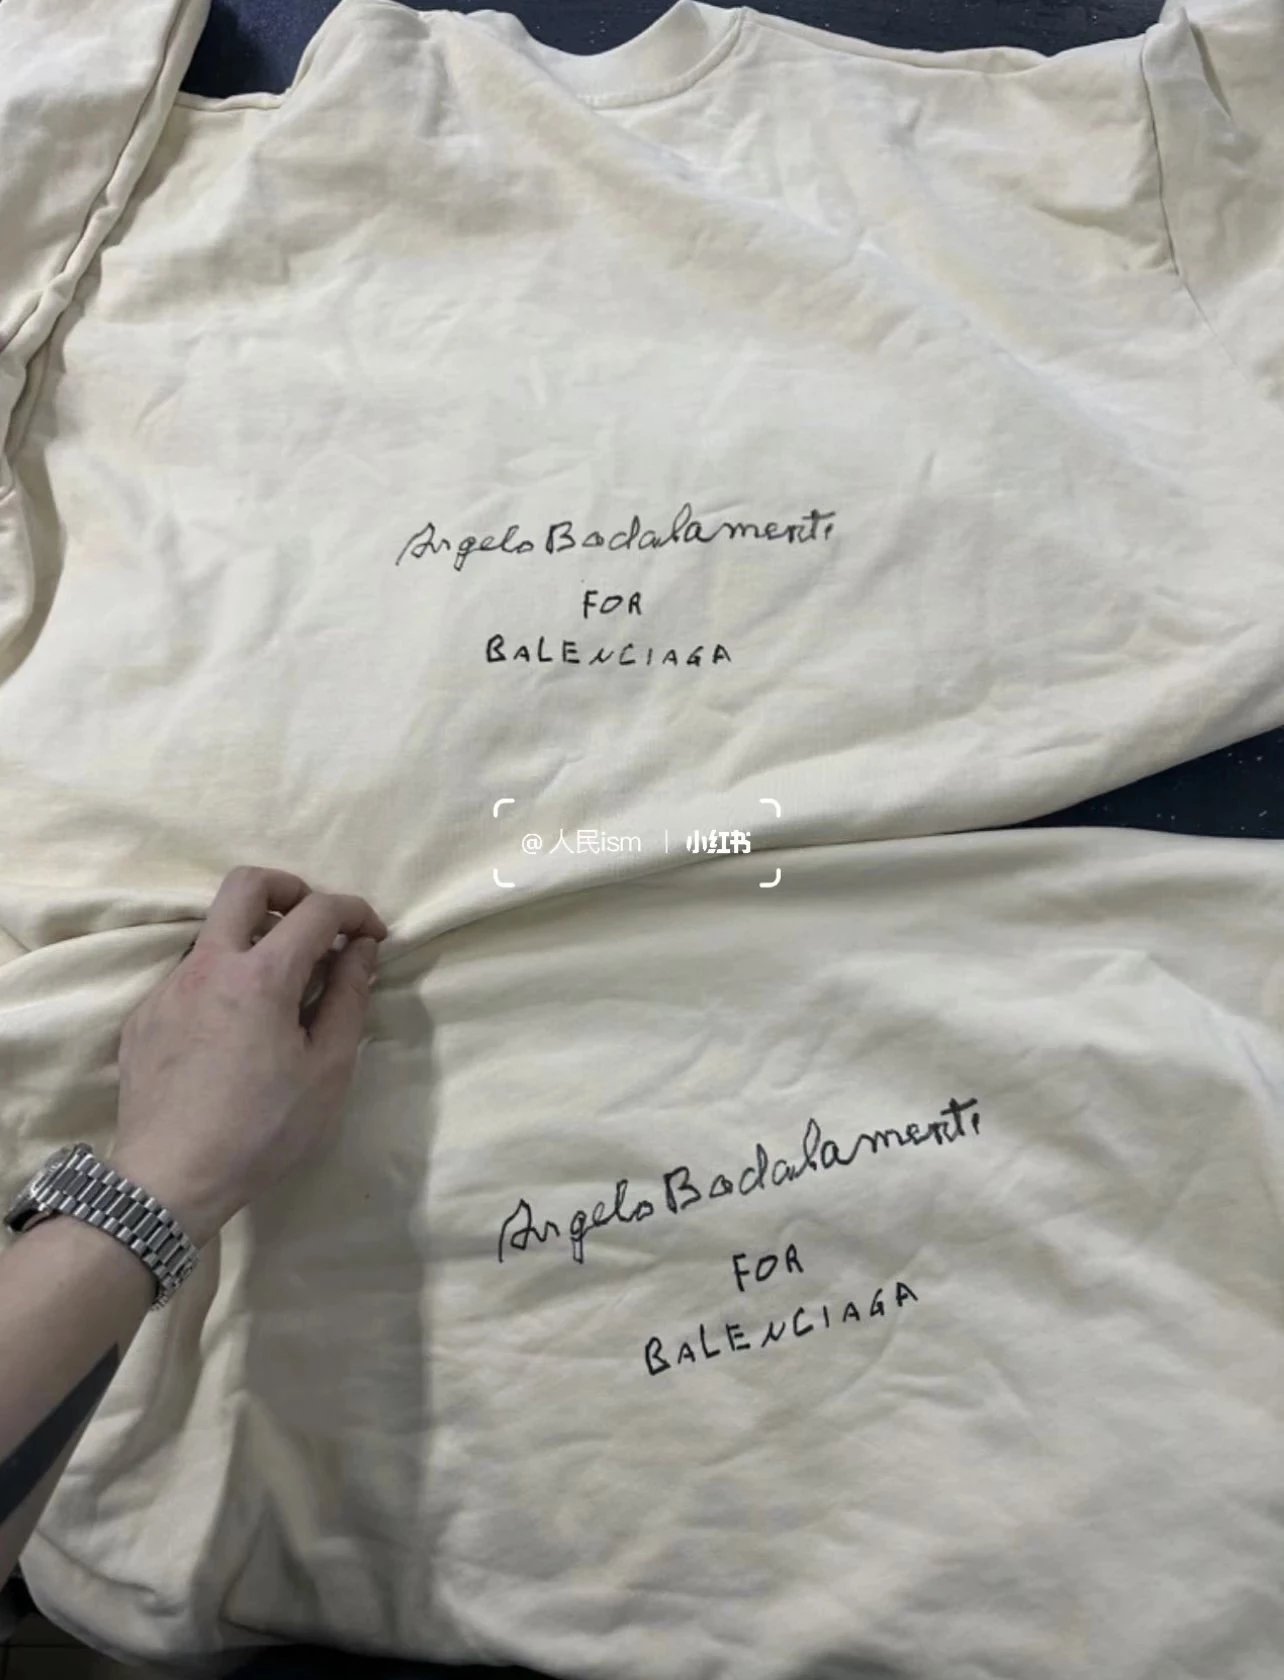 Angelo Badalamenti
FOR
BALENCIAGA
@人民ism | 小红书
Angelo Badalamenti
FOR
BALENCIAGA